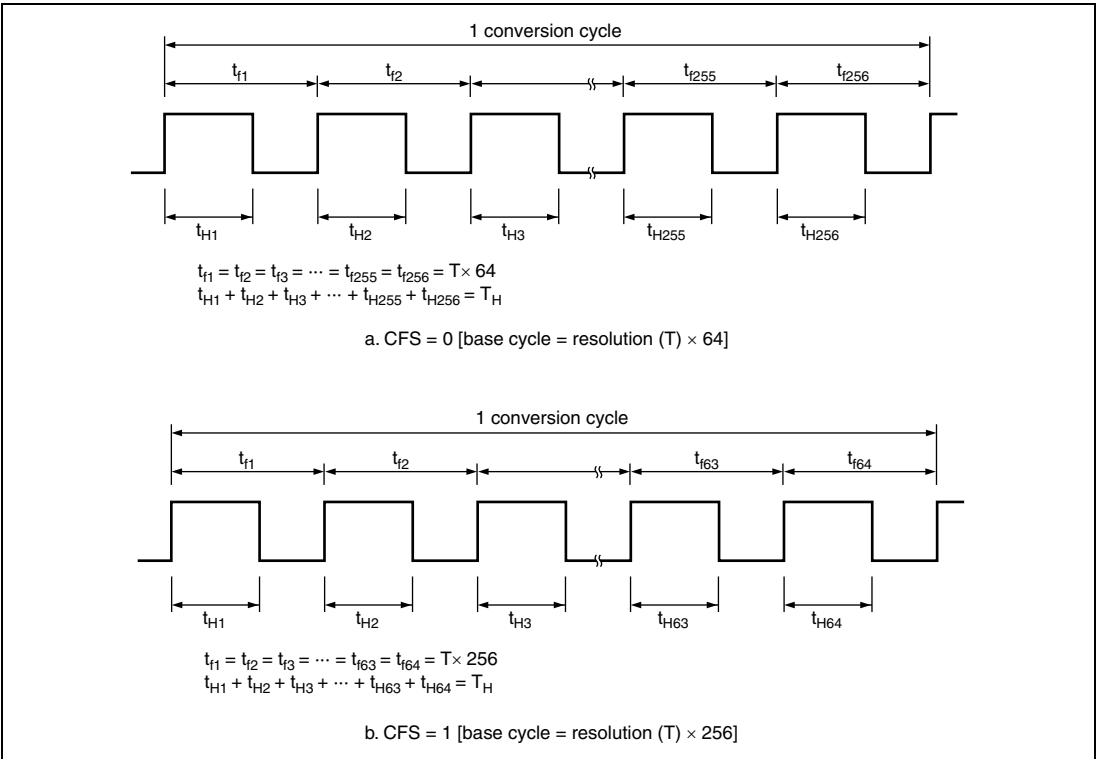 1 conversion cycle
tf1 tf2 tf255 tf256
tH1 tH2 tH3 tH255 tH256
tf1 = tf2 = tf3 = ··· = tf255 = tf256 = T× 64
tH1 + tH2 + tH3 + ··· + tH255 + tH256 = TH
a. CFS = 0 [base cycle = resolution (T) × 64]
1 conversion cycle
tf1 tf2 tf63 tf64
tH1 tH2 tH3 tH63 tH64
tf1 = tf2 = tf3 = ··· = tf63 = tf64 = T× 256
tH1 + tH2 + tH3 + ··· + tH63 + tH64 = TH
b. CFS = 1 [base cycle = resolution (T) × 256]